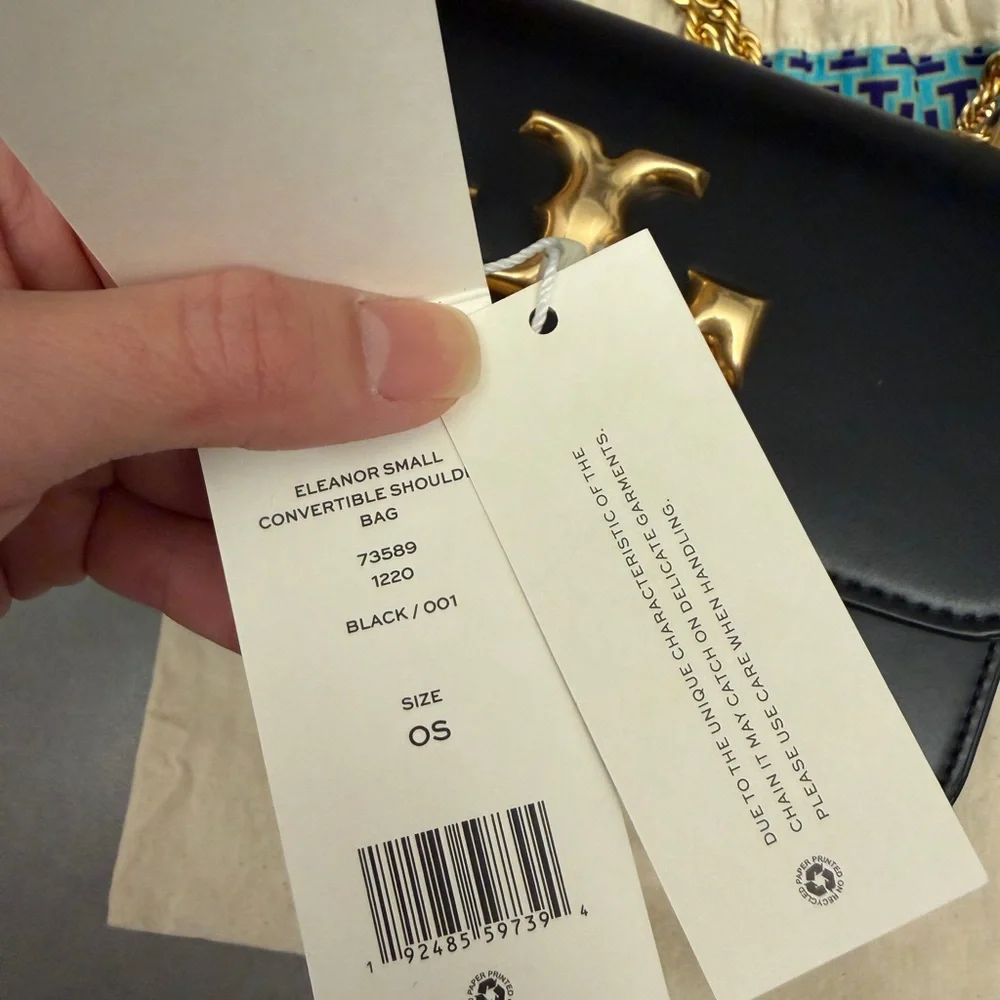 ELEANOR SMALL
CONVERTIBLE SHOULD
BAG
73589
1220
BLACK / 001
SIZE
OS
1 92485 59739 4
PAPER PRINTED
DUE TO THE UNIQUE CHARACTERISTIC OF THE
CHAIN IT MAY CATCH ON DELICATE GARMENTS.
PLEASE USE CARE WHEN HANDLING.
PAPER PRINTED ON RECYCLED